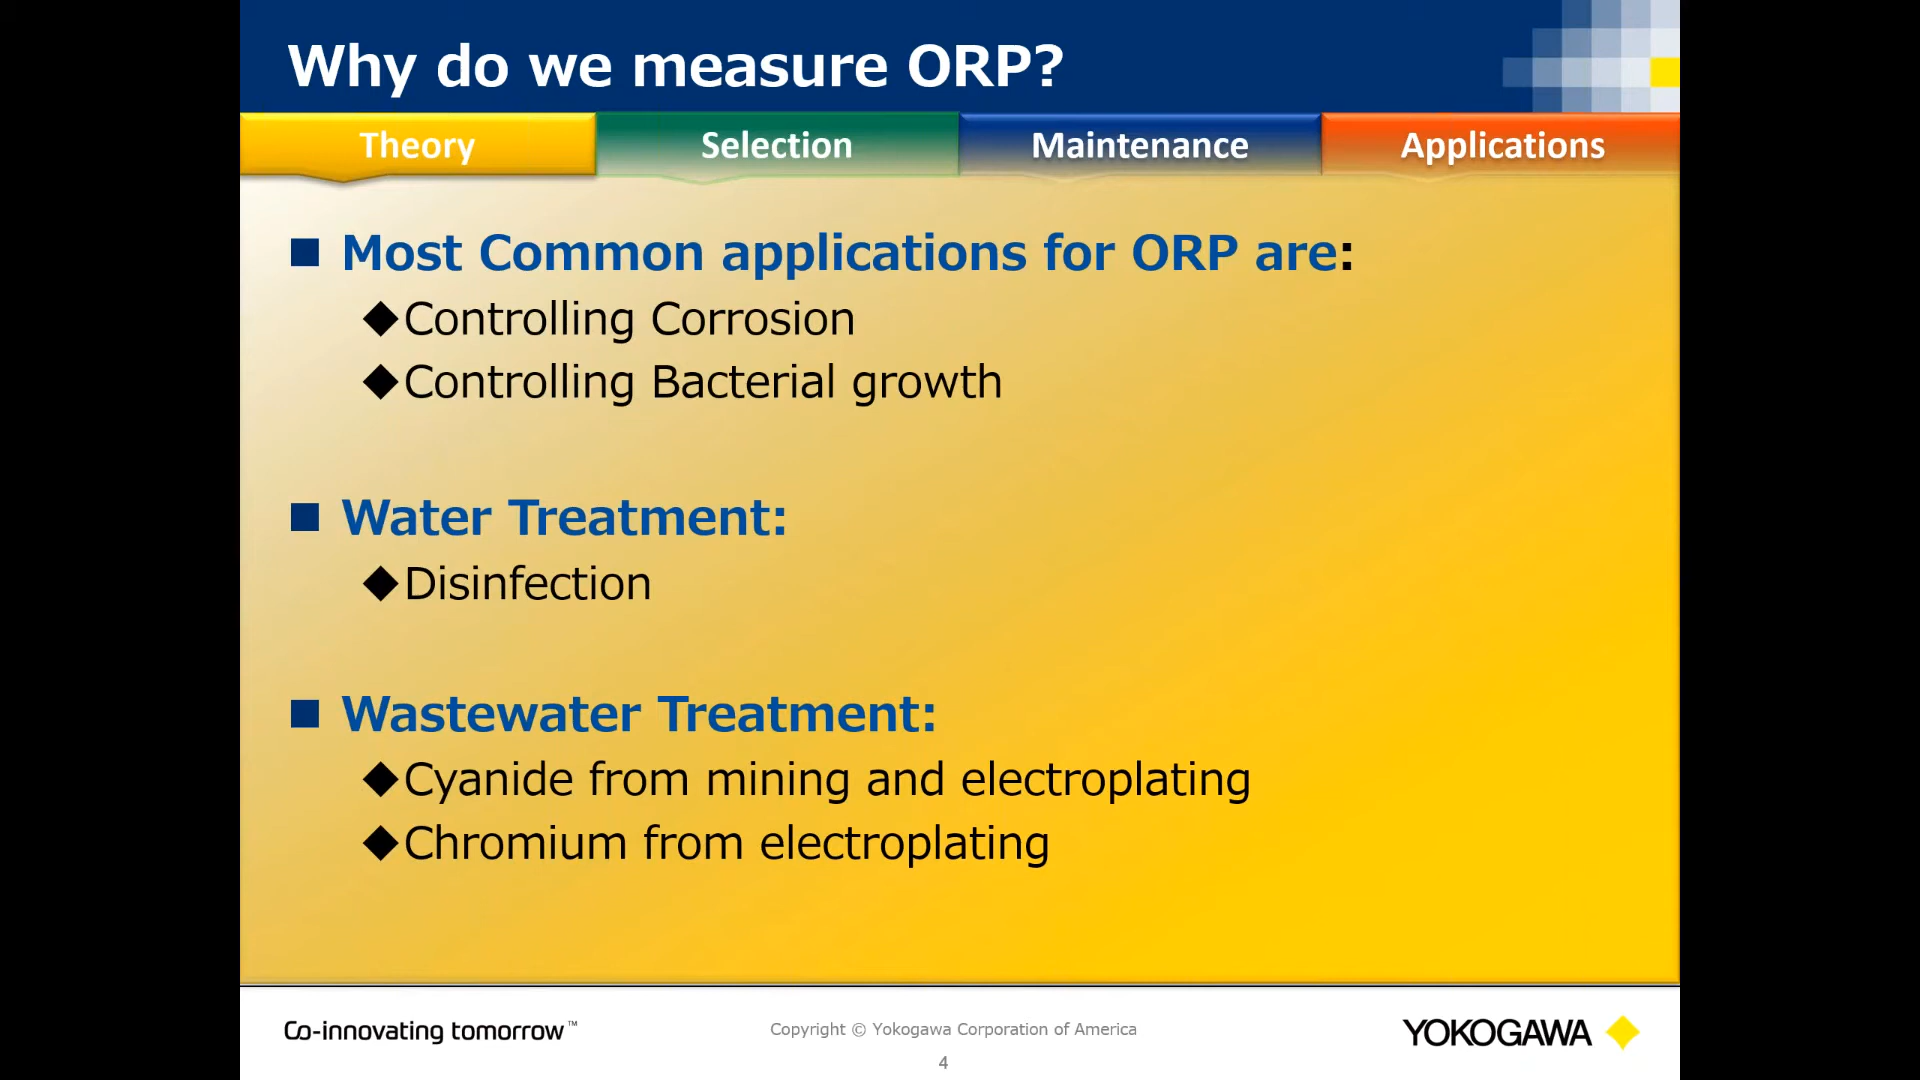 Why do we measure ORP?
Theory
Selection
Maintenance
Applications
Most Common applications for ORP are:
Controlling Corrosion
Controlling Bacterial growth
Water Treatment:
Disinfection
Wastewater Treatment:
Cyanide from mining and electroplating
Chromium from electroplating
Co-innovating tomorrow™
Copyright © Yokogawa Corporation of America
YOKOGAWA
4